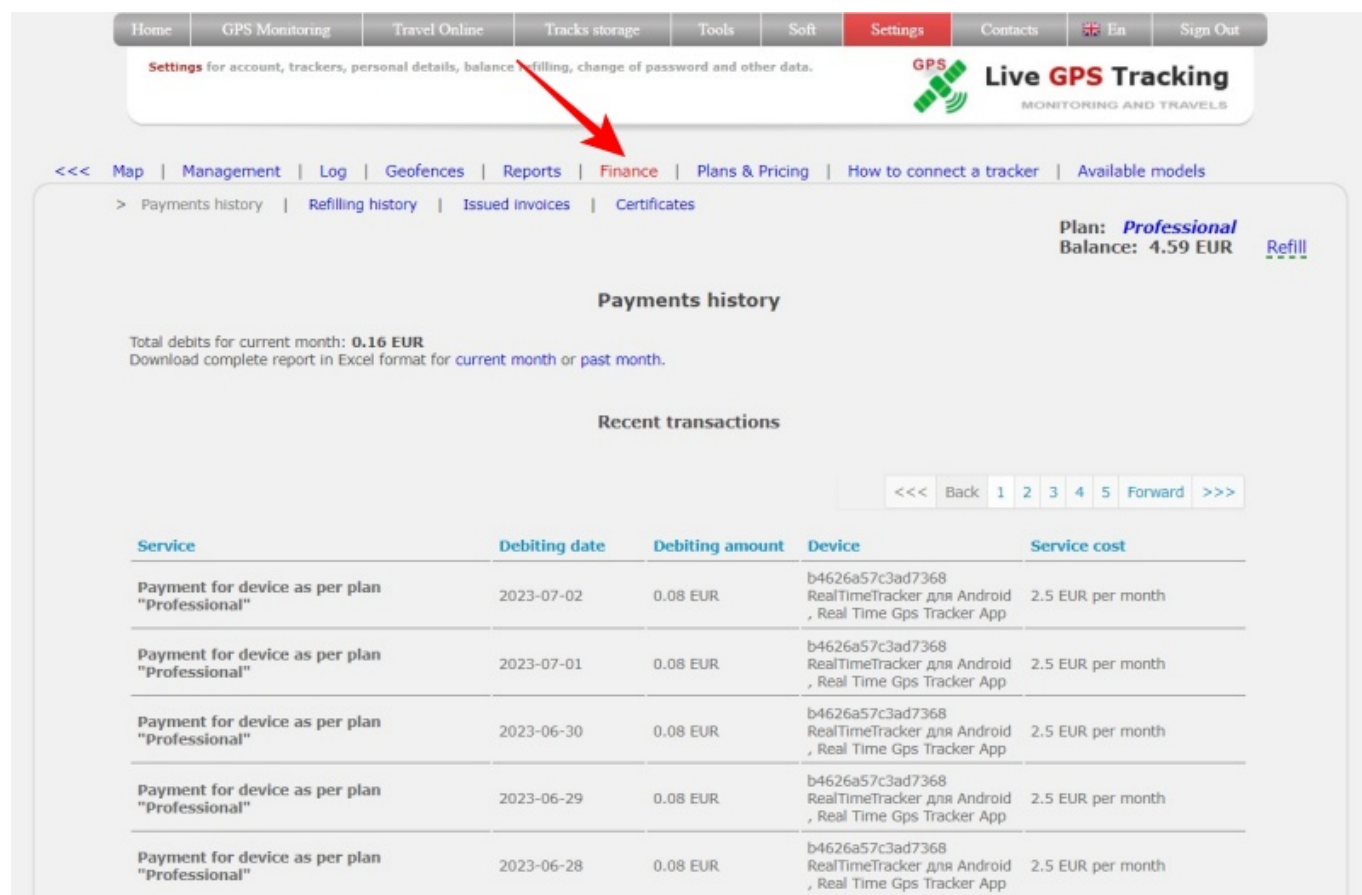 Home GPS Monitoring Travel Online Tracks storage Tools Soft Settings Contacts En Sign Out
Settings for account, trackers, personal details, balance refilling, change of password and other data.
GPS
Live GPS Tracking
MONITORING AND TRAVELS
<<< Map | Management | Log | Geofences | Reports | Finance | Plans & Pricing | How to connect a tracker | Available models
> Payments history | Refilling history | Issued invoices | Certificates
Plan: Professional
Balance: 4.59 EUR Refill
Payments history
Total debits for current month: 0.16 EUR
Download complete report in Excel format for current month or past month.
Recent transactions
<<< Back 1 2 3 4 5 Forward >>>
Service Debiting date Debiting amount Device Service cost
Payment for device as per plan
"Professional"
2023-07-02
0.08 EUR
b4626a57c3ad7368
RealTimeTracker для Android
, Real Time Gps Tracker App
2.5 EUR per month
Payment for device as per plan
"Professional"
2023-07-01
0.08 EUR
b4626a57c3ad7368
RealTimeTracker для Android
, Real Time Gps Tracker App
2.5 EUR per month
Payment for device as per plan
"Professional"
2023-06-30
0.08 EUR
b4626a57c3ad7368
RealTimeTracker для Android
, Real Time Gps Tracker App
2.5 EUR per month
Payment for device as per plan
"Professional"
2023-06-29
0.08 EUR
b4626a57c3ad7368
RealTimeTracker для Android
, Real Time Gps Tracker App
2.5 EUR per month
Payment for device as per plan
"Professional"
2023-06-28
0.08 EUR
b4626a57c3ad7368
RealTimeTracker для Android
, Real Time Gps Tracker App
2.5 EUR per month